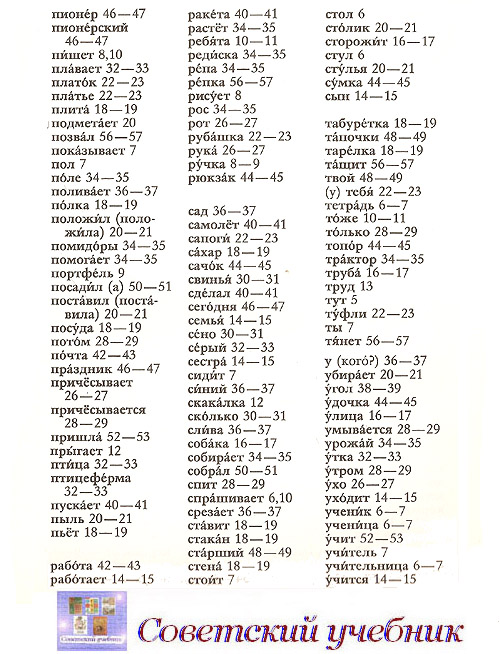 пионе́р 46—47
пионе́рский
46—47
пи́шет 8,10
пла́вает 32—33
плато́к 22—23
пла́тье 22—23
плита́ 18—19
подмета́ет 20
позва́л 56—57
пока́зывает 7
пол 7
по́ле 34—35
полива́ет 36—37
по́лка 18—19
положи́л (поло-
жи́ла) 20—21
помидо́ры 34—35
помога́ет 34—35
портфе́ль 9
посади́л (а) 50—51
поста́вил (поста́-
вила) 20—21
посу́да 18—19
пото́м 28—29
по́чта 42—43
пра́здник 46—47
причёсывает
26—27
причёсывается
28—29
пришла́ 52—53
пры́гает 12
пти́ца 32—33
птицефе́рма
32—33
пуска́ет 40—41
пыль 20—21
пьёт 18—19
рабо́та 42—43
рабо́тает 14—15
раке́та 40—41
растёт 34—35
ребя́та 10—11
реди́ска 34—35
ре́па 34—35
ре́пка 56—57
рису́ет 8
рос 34—35
рот 26—27
руба́шка 22—23
рука́ 26—27
ру́чка 8—9
рюкза́к 44—45
сад 36—37
самолёт 40—41
сапоги́ 22—23
са́хар 18—19
сачо́к 44—45
свинья́ 30—31
сде́лал 40—41
сего́дня 46—47
семья́ 14—15
се́но 30—31
се́рый 32—33
сестра́ 14—15
сиди́т 7
си́ний 36—37
скака́лка 12
ско́лько 30—31
сли́ва 36—37
соба́ка 16—17
собира́ет 34—35
собра́л 50—51
спит 28—29
спра́шивает 6,10
среза́ет 36—37
ста́вит 18—19
стака́н 18—19
ста́рший 48—49
стена́ 18—19
стои́т 7
стол 6
сто́лик 20—21
сторожи́т 16—17
стул 6
сту́лья 20—21
су́мка 44—45
сын 14—15
табуре́тка 18—19
та́почки 48—49
таре́лка 18—19
та́щит 56—57
твой 48—49
(у) тебя́ 22—23
тетра́дь 6—7
то́же 10—11
то́лько 28—29
топо́р 44—45
тра́ктор 34—35
труба́ 16—17
труд 13
тут 5
ту́фли 22—23
ты 7
тя́нет 56—57
у (кого́?) 36—37
убира́ет 20—21
у́гол 38—39
у́дочка 44—45
у́лица 16—17
умыва́ется 28—29
урожа́й 34—35
у́тка 32—33
у́тром 28—29
у́хо 26—27
ухо́дит 14—15
учени́к 6—7
учени́ца 6—7
у́чит 52—53
учи́тель 7
учи́тельница 6—7
у́чится 14—15
Советский учебник
Советский учебник